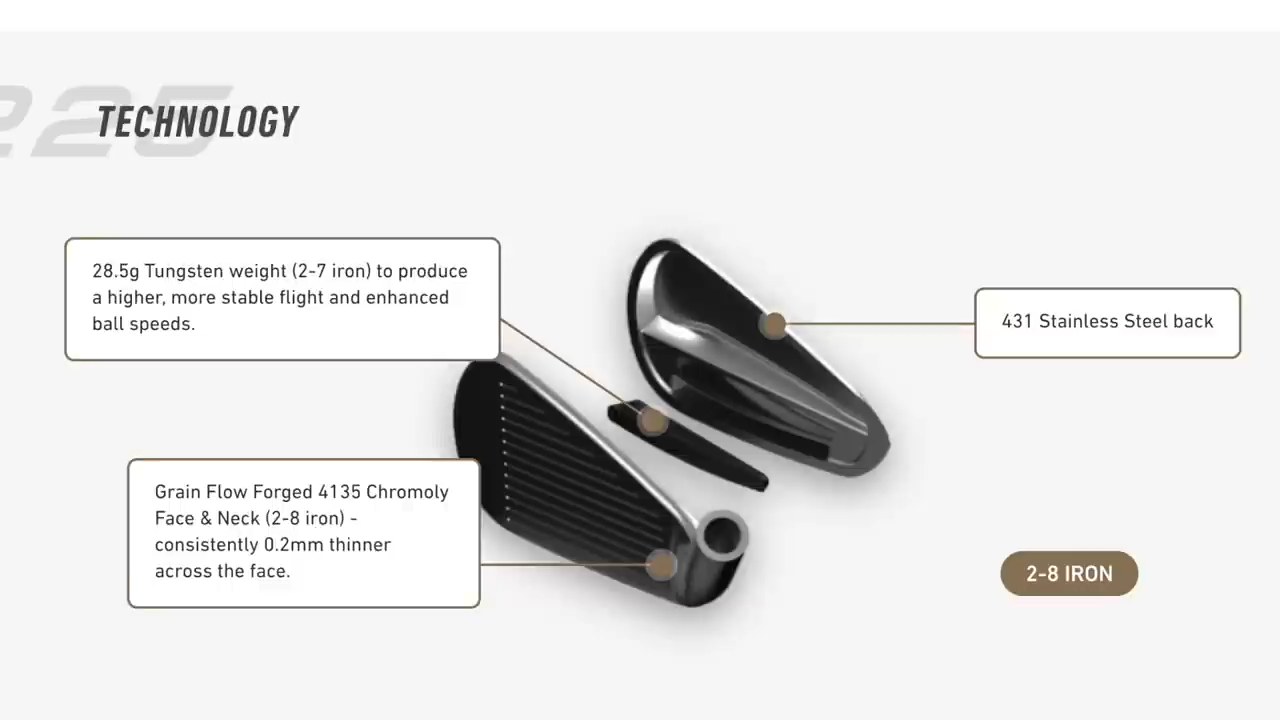 225
TECHNOLOGY
28.5g Tungsten weight (2-7 iron) to produce
a higher, more stable flight and enhanced
ball speeds.
431 Stainless Steel back
Grain Flow Forged 4135 Chromoly
Face & Neck (2-8 iron) -
consistently 0.2mm thinner
across the face.
2-8 IRON